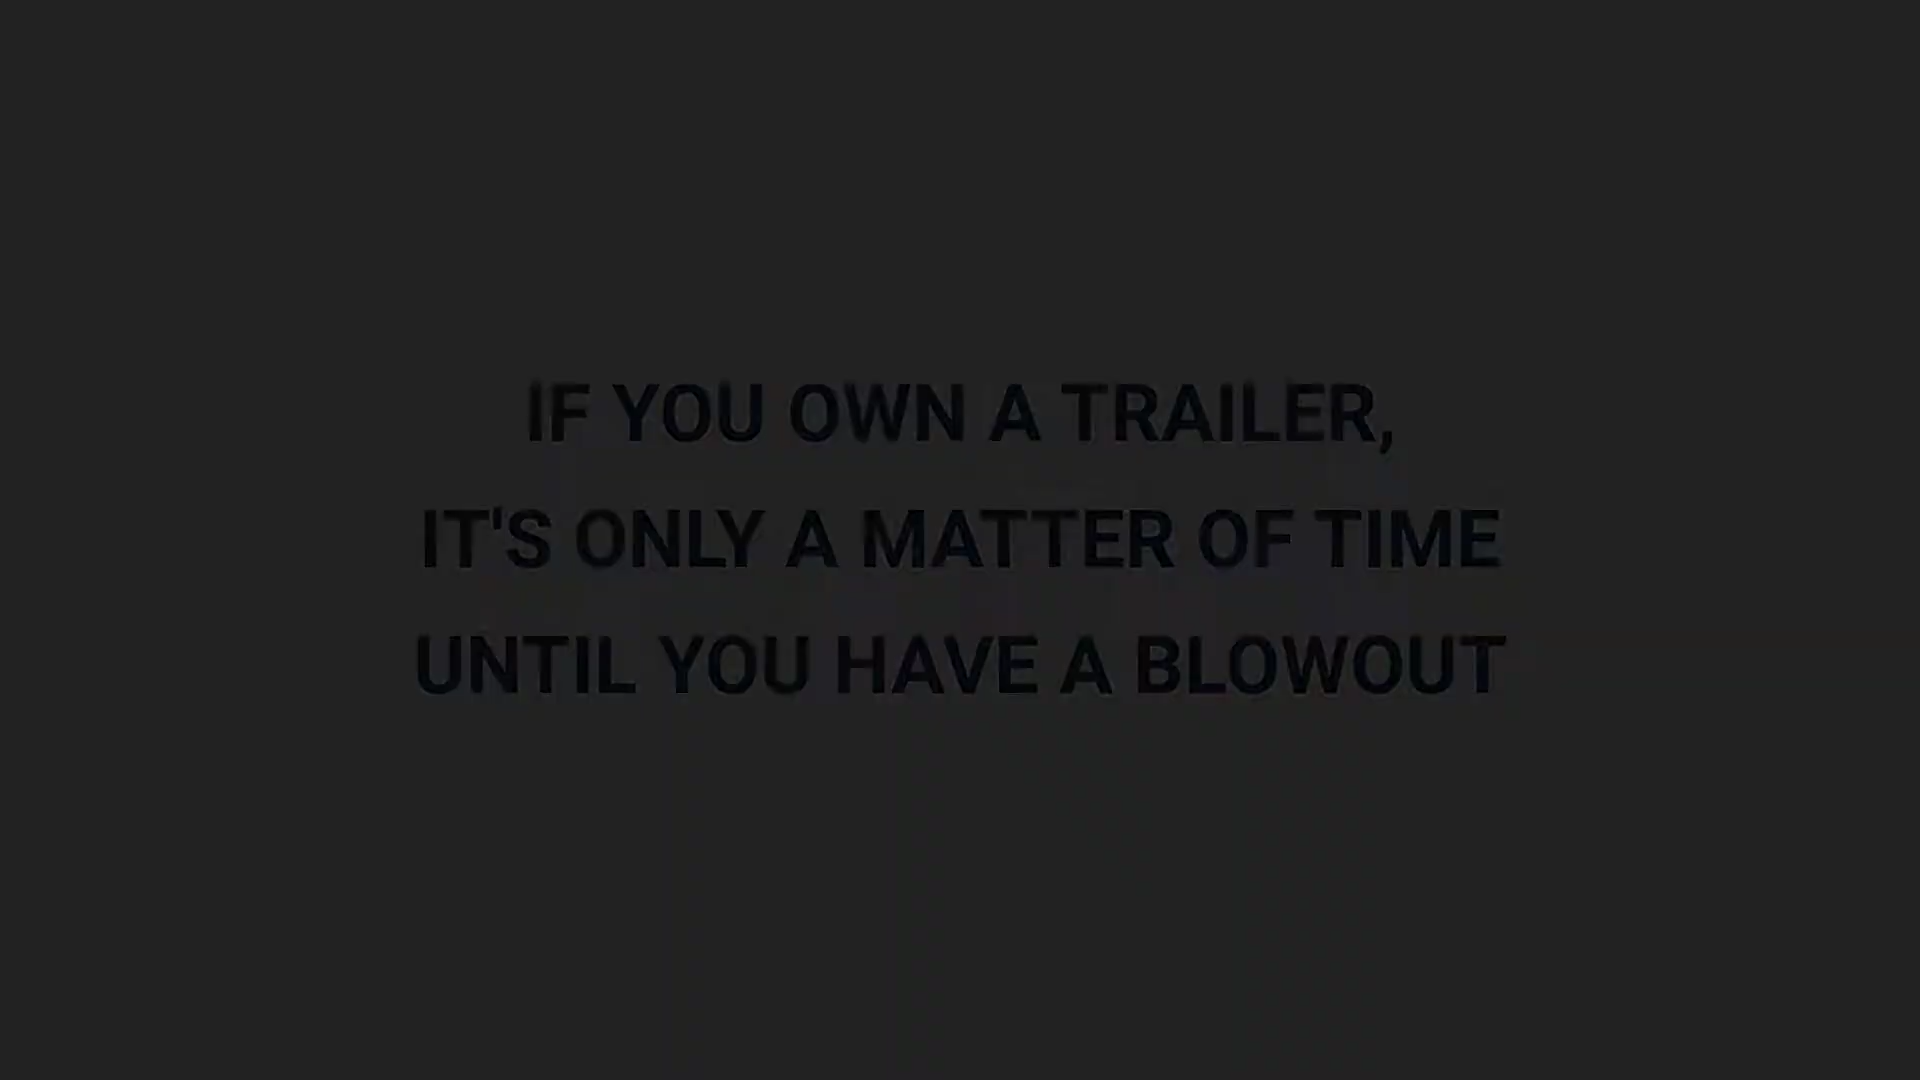 IF YOU OWN A TRAILER,
IT'S ONLY A MATTER OF TIME
UNTIL YOU HAVE A BLOWOUT